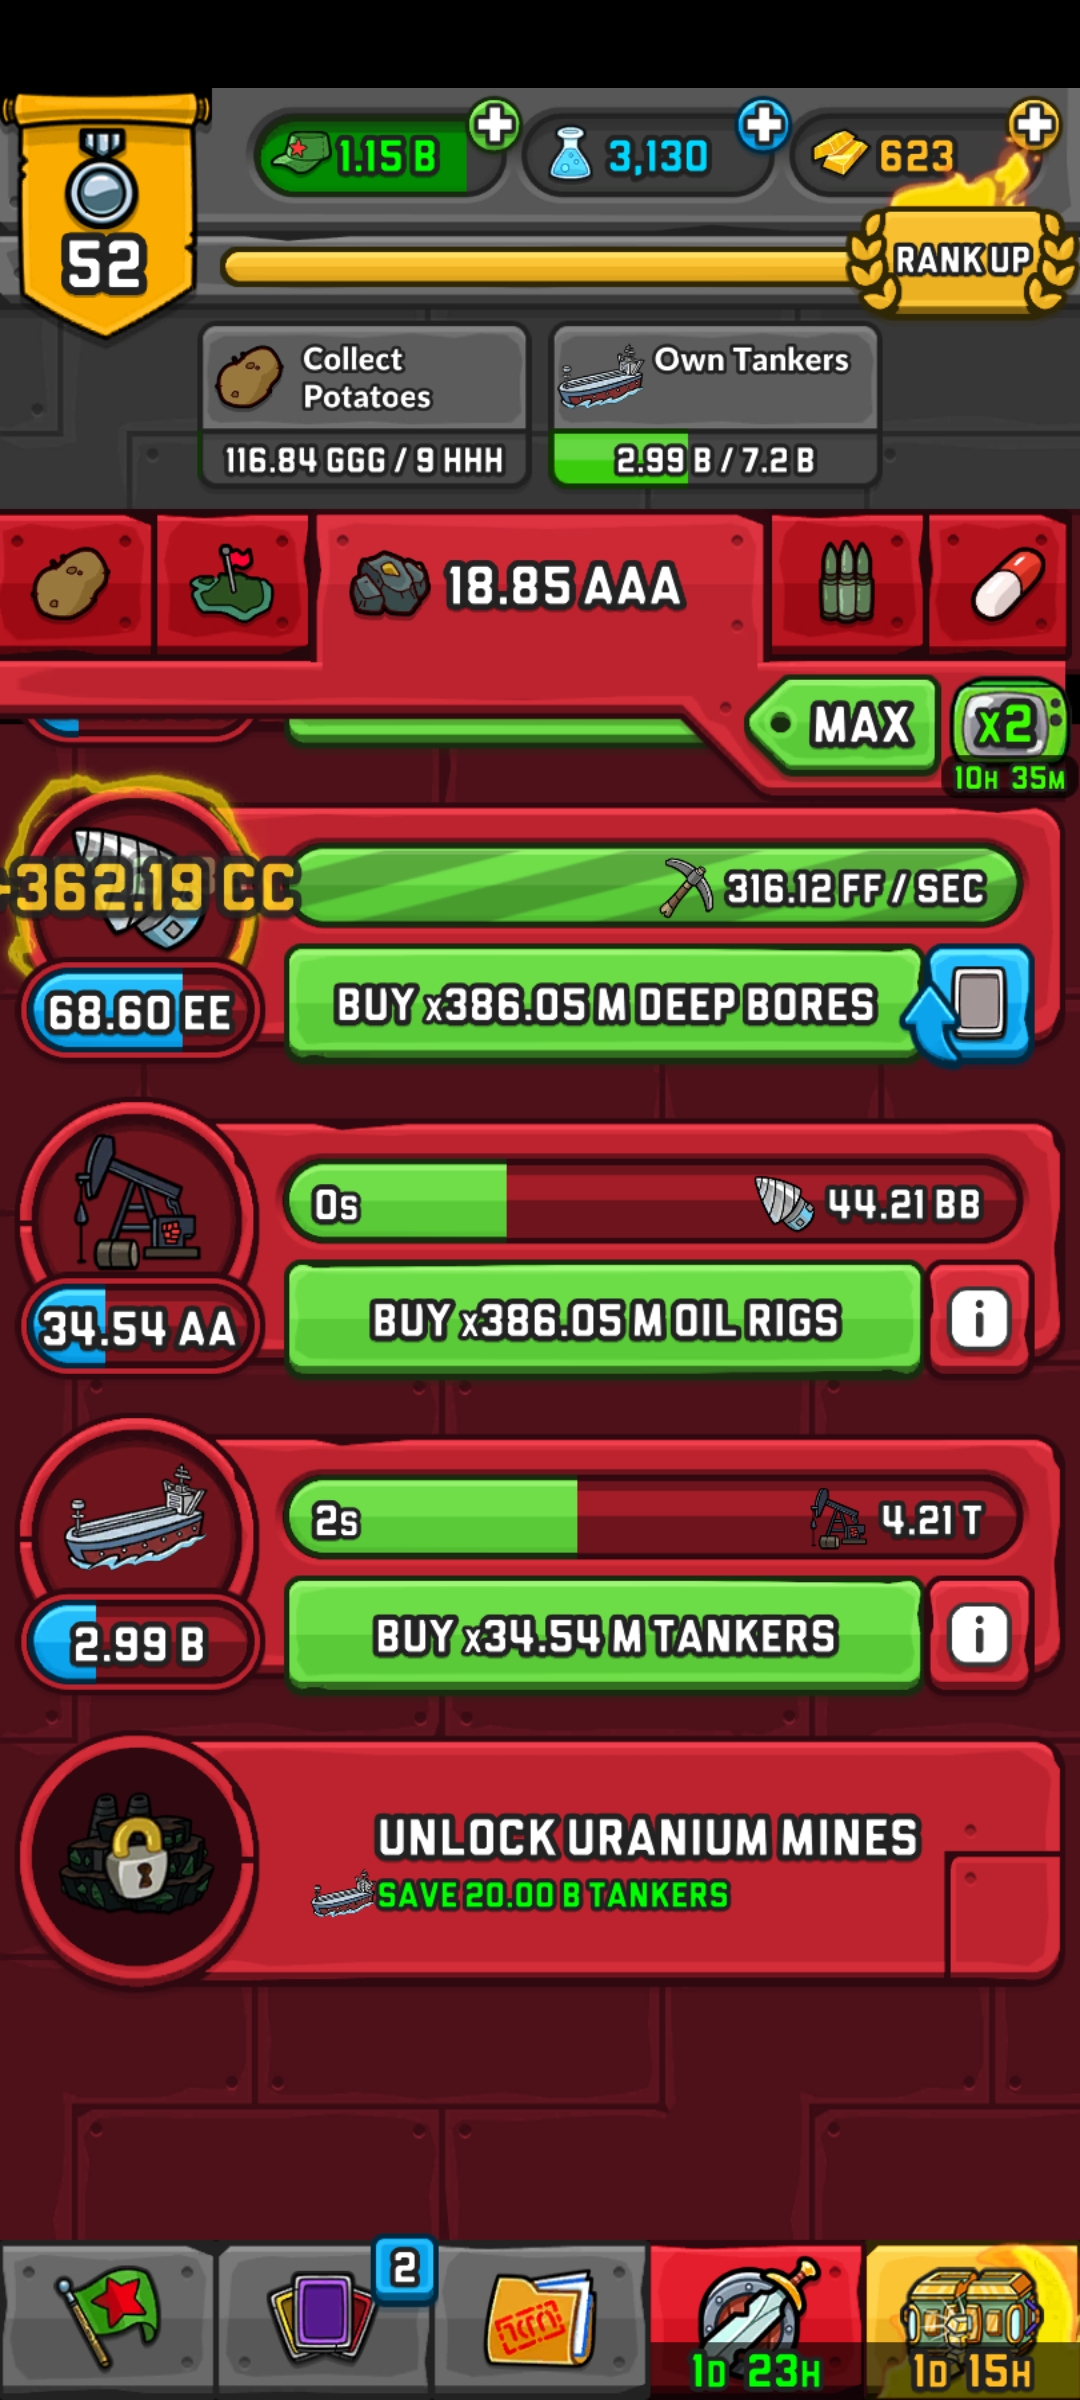 1.15 B
3,130
623
52
RANK UP
Collect
Potatoes
116.84 GGG / 9 HHH
Own Tankers
2.99 B / 7.2 B
18.85 AAA
MAX
x2
10H 35M
362.19 CC
316.12 FF / SEC
68.60 EE
BUY x386.05 M DEEP BORES
0s
44.21 BB
34.54 AA
BUY x386.05 M OIL RIGS
i
2s
4.21 T
2.99 B
BUY x34.54 M TANKERS
i
UNLOCK URANIUM MINES
SAVE 20.00 B TANKERS
2
1D 23H
1D 15H